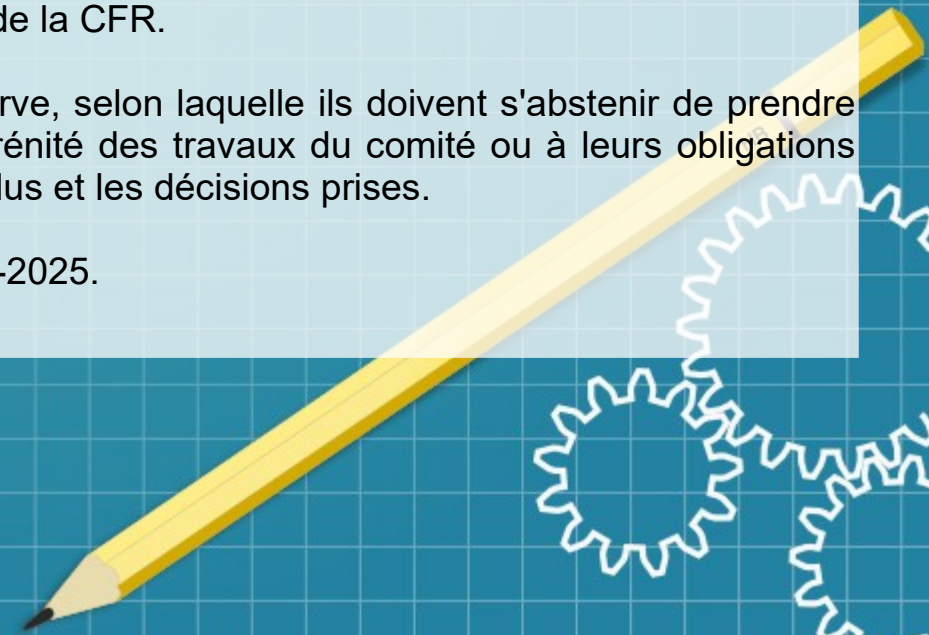 de la CFR.
rve, selon laquelle ils doivent s'abstenir de prendre
rénité des travaux du comité ou à leurs obligations
lus et les décisions prises.
-2025.